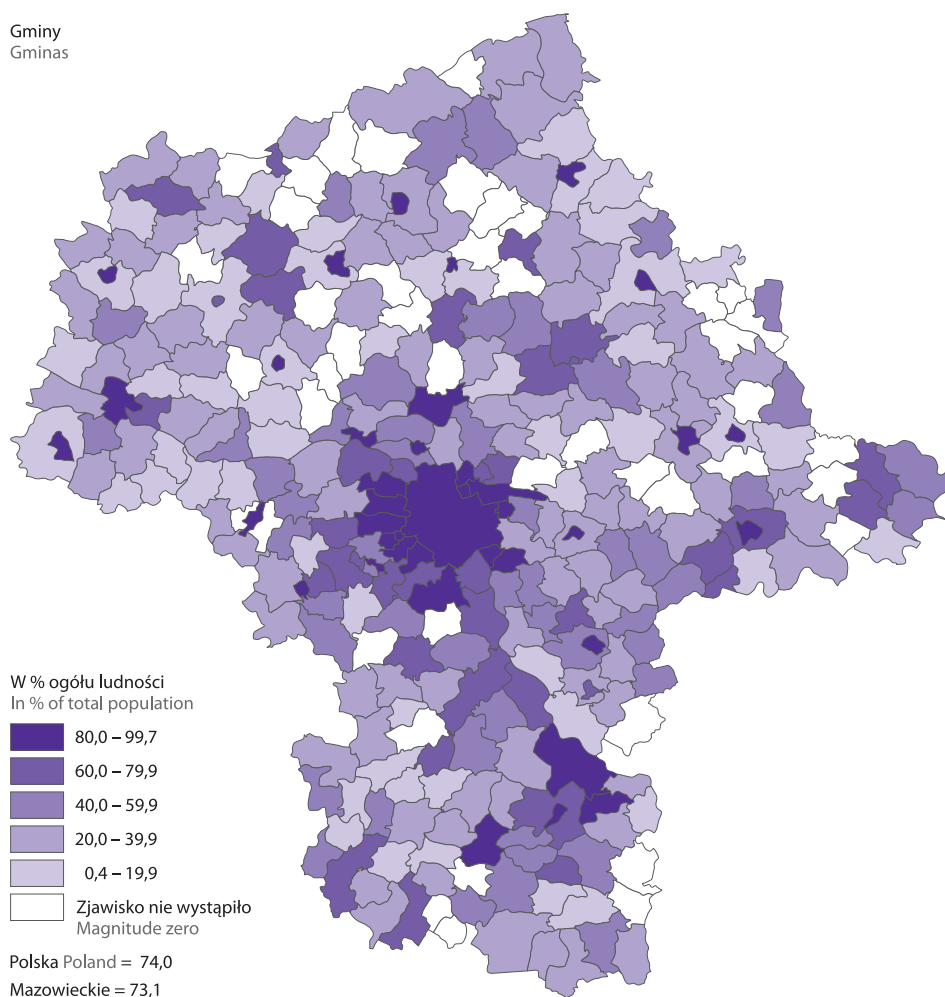 Gminy
Gminas
W % ogółu ludności
In % of total population
80,0 – 99,7
60,0 – 79,9
40,0 – 59,9
20,0 – 39,9
0,4 – 19,9
Zjawisko nie wystąpiło
Magnitude zero
Polska Poland = 74,0
Mazowieckie = 73,1